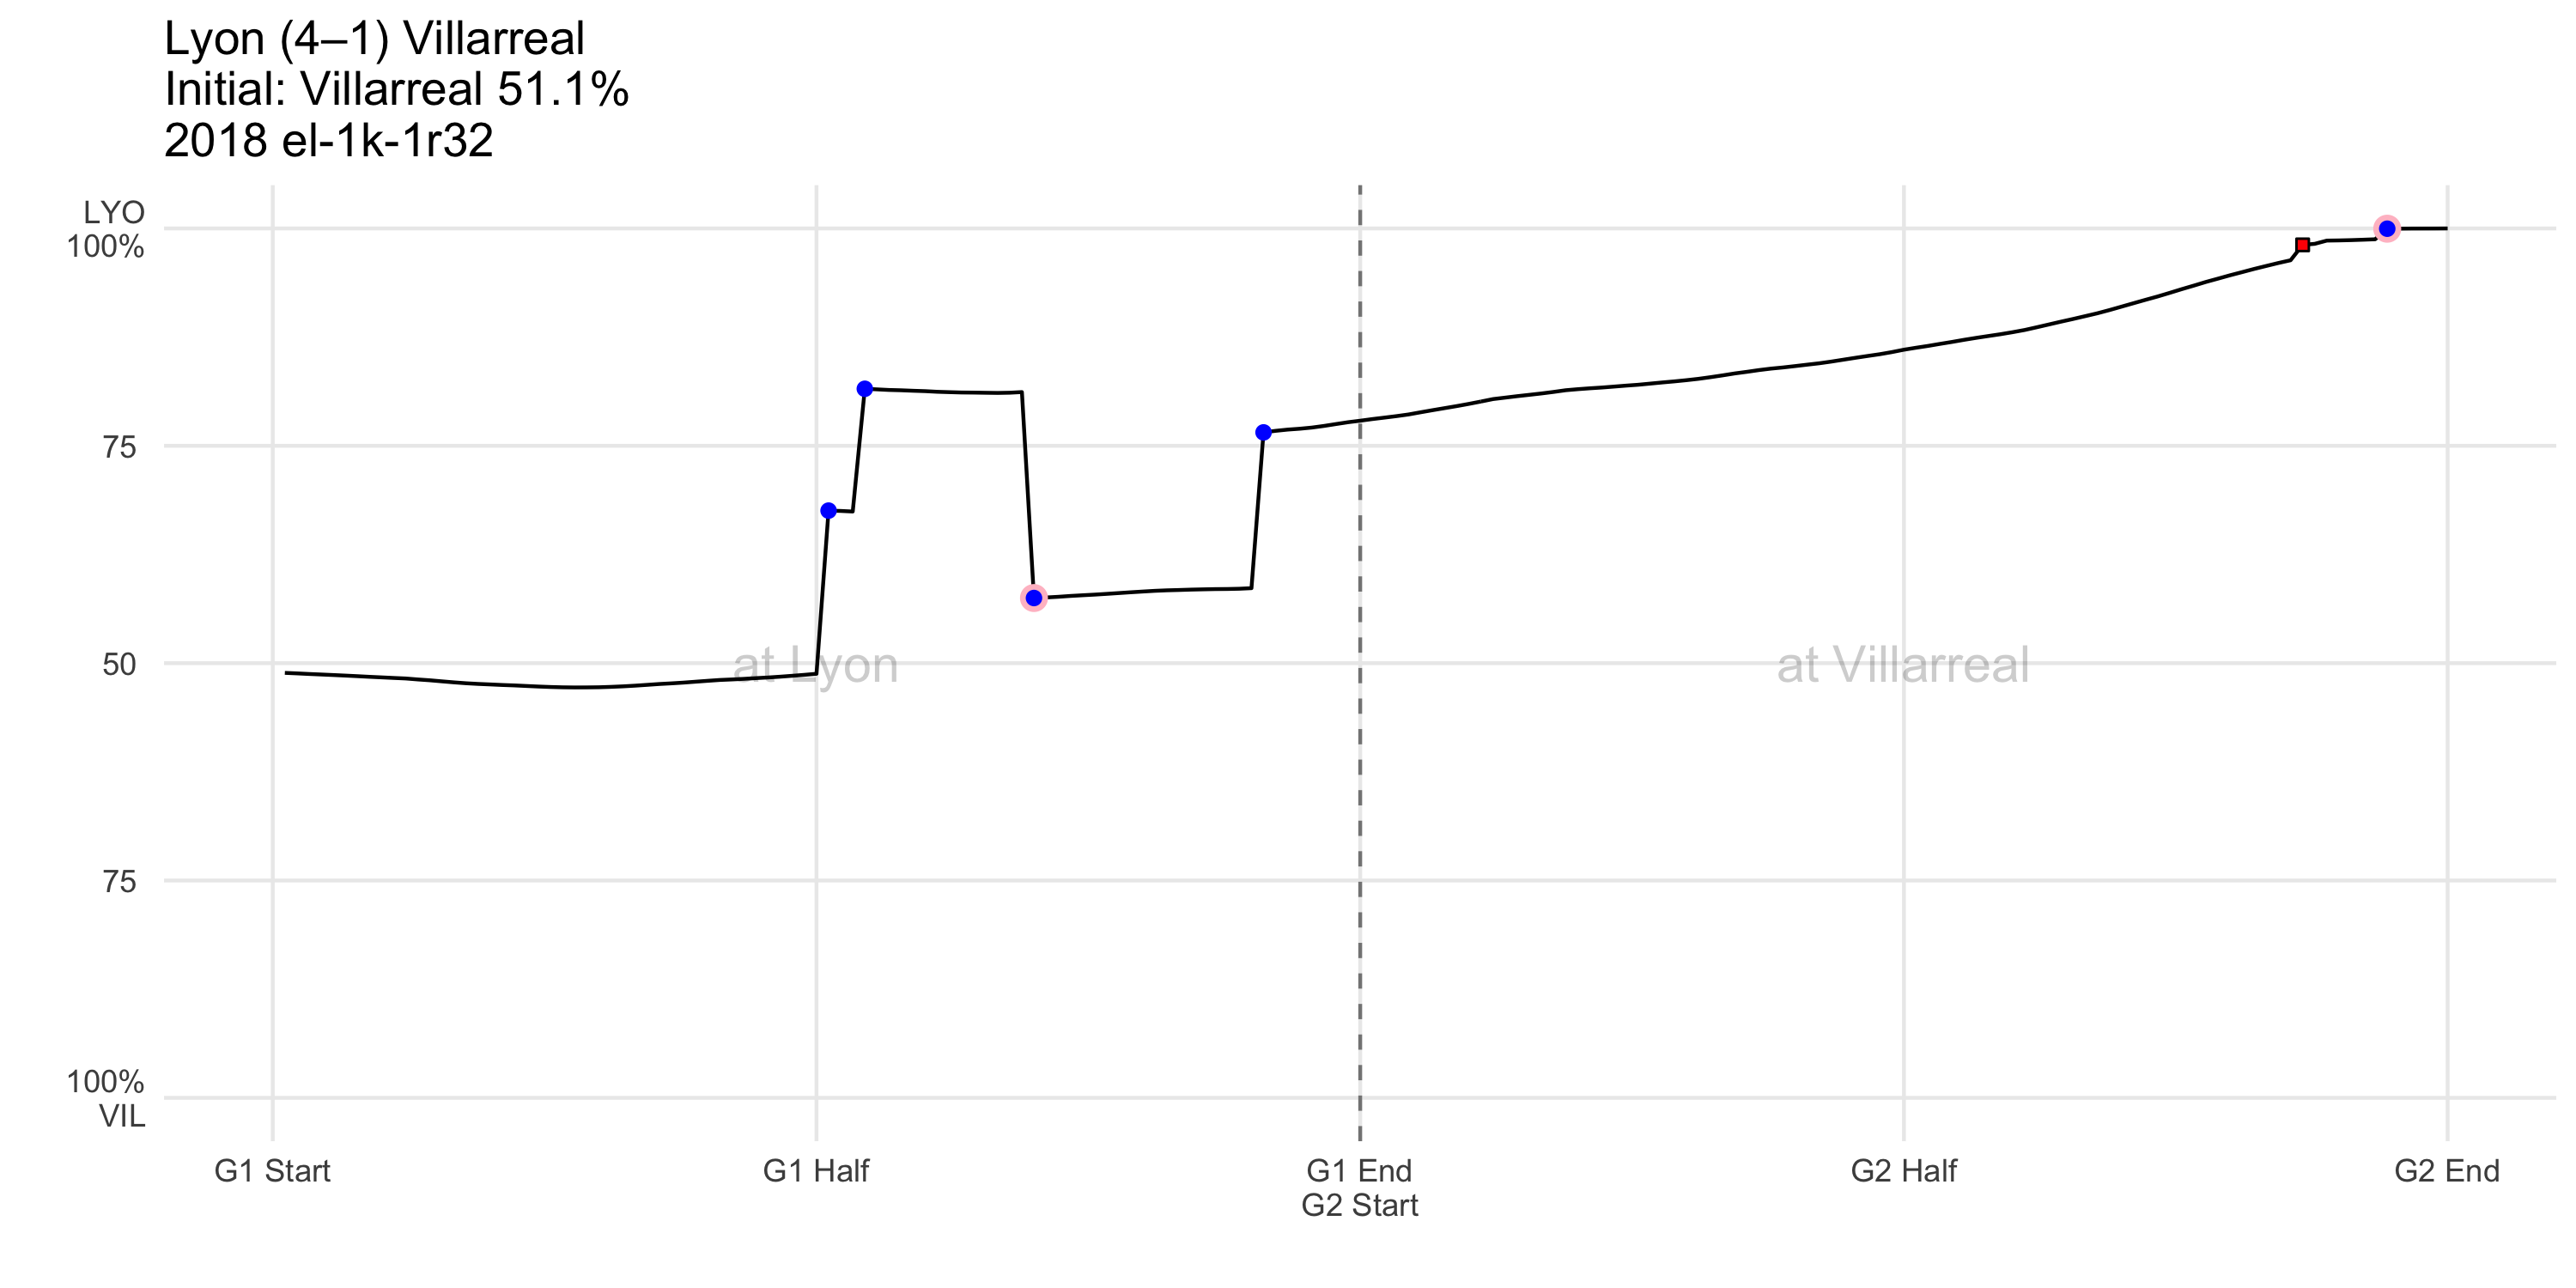 Lyon (4–1) Villarreal
Initial: Villarreal 51.1%
2018 el-1k-1r32
LYO
100%
75
50
at Lyon
at Villarreal
75
100%
VIL
G1 Start
G1 Half
G1 End
G2 Start
G2 Half
G2 End